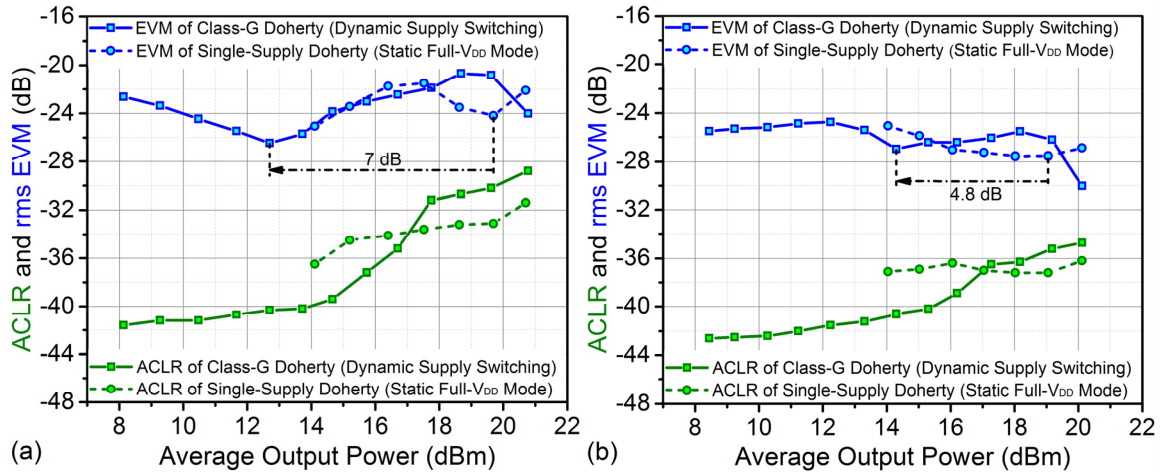 -16
-20
-24
-28
-32
-36
-40
-44
-48
ACLR and rms EVM (dB)
EVM of Class-G Doherty (Dynamic Supply Switching)
EVM of Single-Supply Doherty (Static Full-VDD Mode)
7 dB
ACLR of Class-G Doherty (Dynamic Supply Switching)
ACLR of Single-Supply Doherty (Static Full-VDD Mode)
8 10 12 14 16 18 20 22
(a) Average Output Power (dBm)
-16
-20
-24
-28
-32
-36
-40
-44
-48
ACLR and rms EVM (dB)
EVM of Class-G Doherty (Dynamic Supply Switching)
EVM of Single-Supply Doherty (Static Full-VDD Mode)
4.8 dB
ACLR of Class-G Doherty (Dynamic Supply Switching)
ACLR of Single-Supply Doherty (Static Full-VDD Mode)
8 10 12 14 16 18 20 22
(b) Average Output Power (dBm)